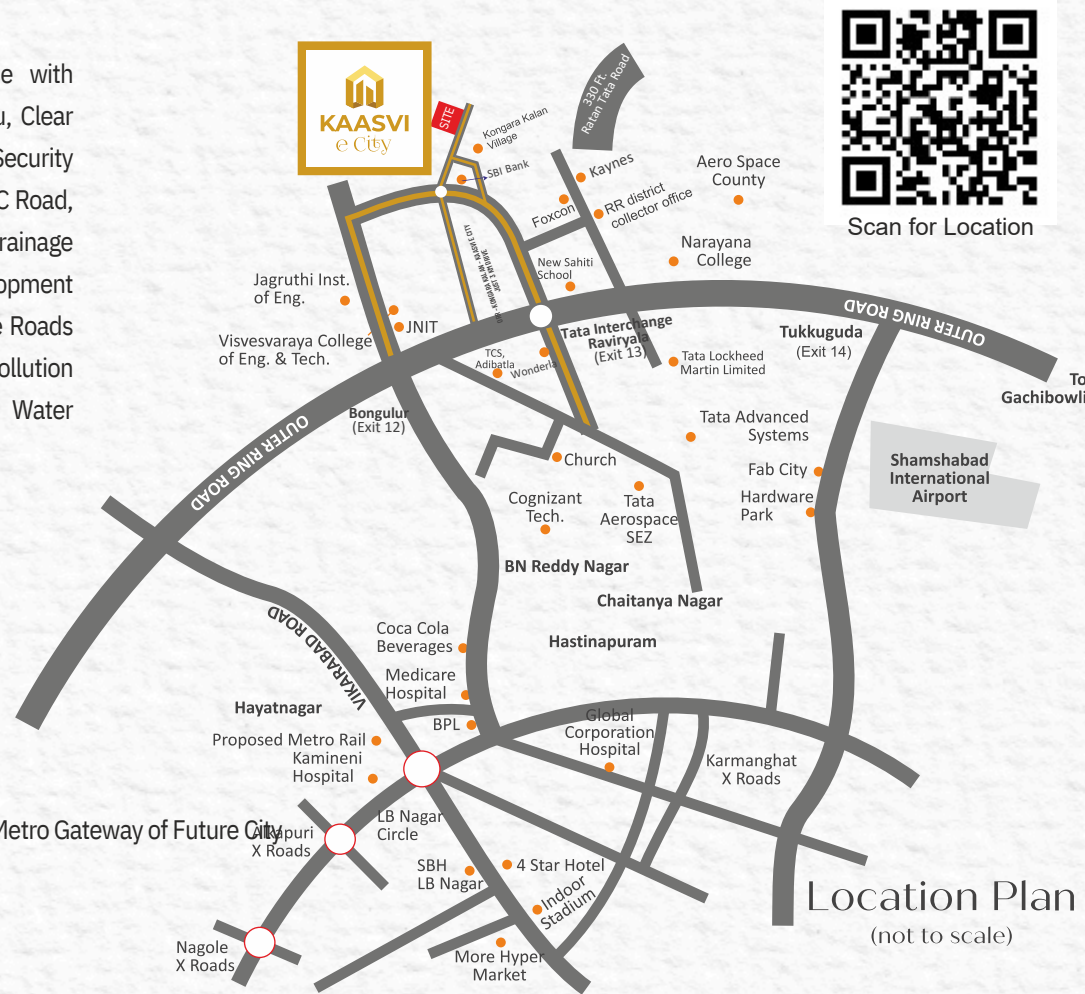 e with
u, Clear
Security
C Road,
rainage
opment
e Roads
ollution
Water
Metro Gateway of Future City
KAASVI
e City
SITE
Kongara Kalan
Village
SBI Bank
330 Ft.
Ratan Tata Road
Kaynes
Foxcon
RR district
collector office
Aero Space
County
Scan for Location
Narayana
College
New Sahiti
School
Jagruthi Inst.
of Eng.
JNIT
Visvesvaraya College
of Eng. & Tech.
JUST 3 KM DRIVE
TCS,
Adibatla
Wonderla
Tata Interchange
Raviryala
(Exit 13)
Tata Lockheed
Martin Limited
OUTER RING ROAD
Tukkuguda
(Exit 14)
To
Gachibowli
Bongulur
(Exit 12)
OUTER RING ROAD
Church
Tata Advanced
Systems
Fab City
Hardware
Park
Shamshabad
International
Airport
Cognizant
Tech.
Tata
Aerospace
SEZ
BN Reddy Nagar
Chaitanya Nagar
Hastinapuram
VIKARABAD ROAD
Coca Cola
Beverages
Medicare
Hospital
BPL
Hayatnagar
Proposed Metro Rail
Kamineni
Hospital
Global
Corporation
Hospital
Karmanghat
X Roads
LB Nagar
Circle
Alkapuri
X Roads
SBH
LB Nagar
4 Star Hotel
Indoor
Stadium
More Hyper
Market
Nagole
X Roads
Location Plan
(not to scale)